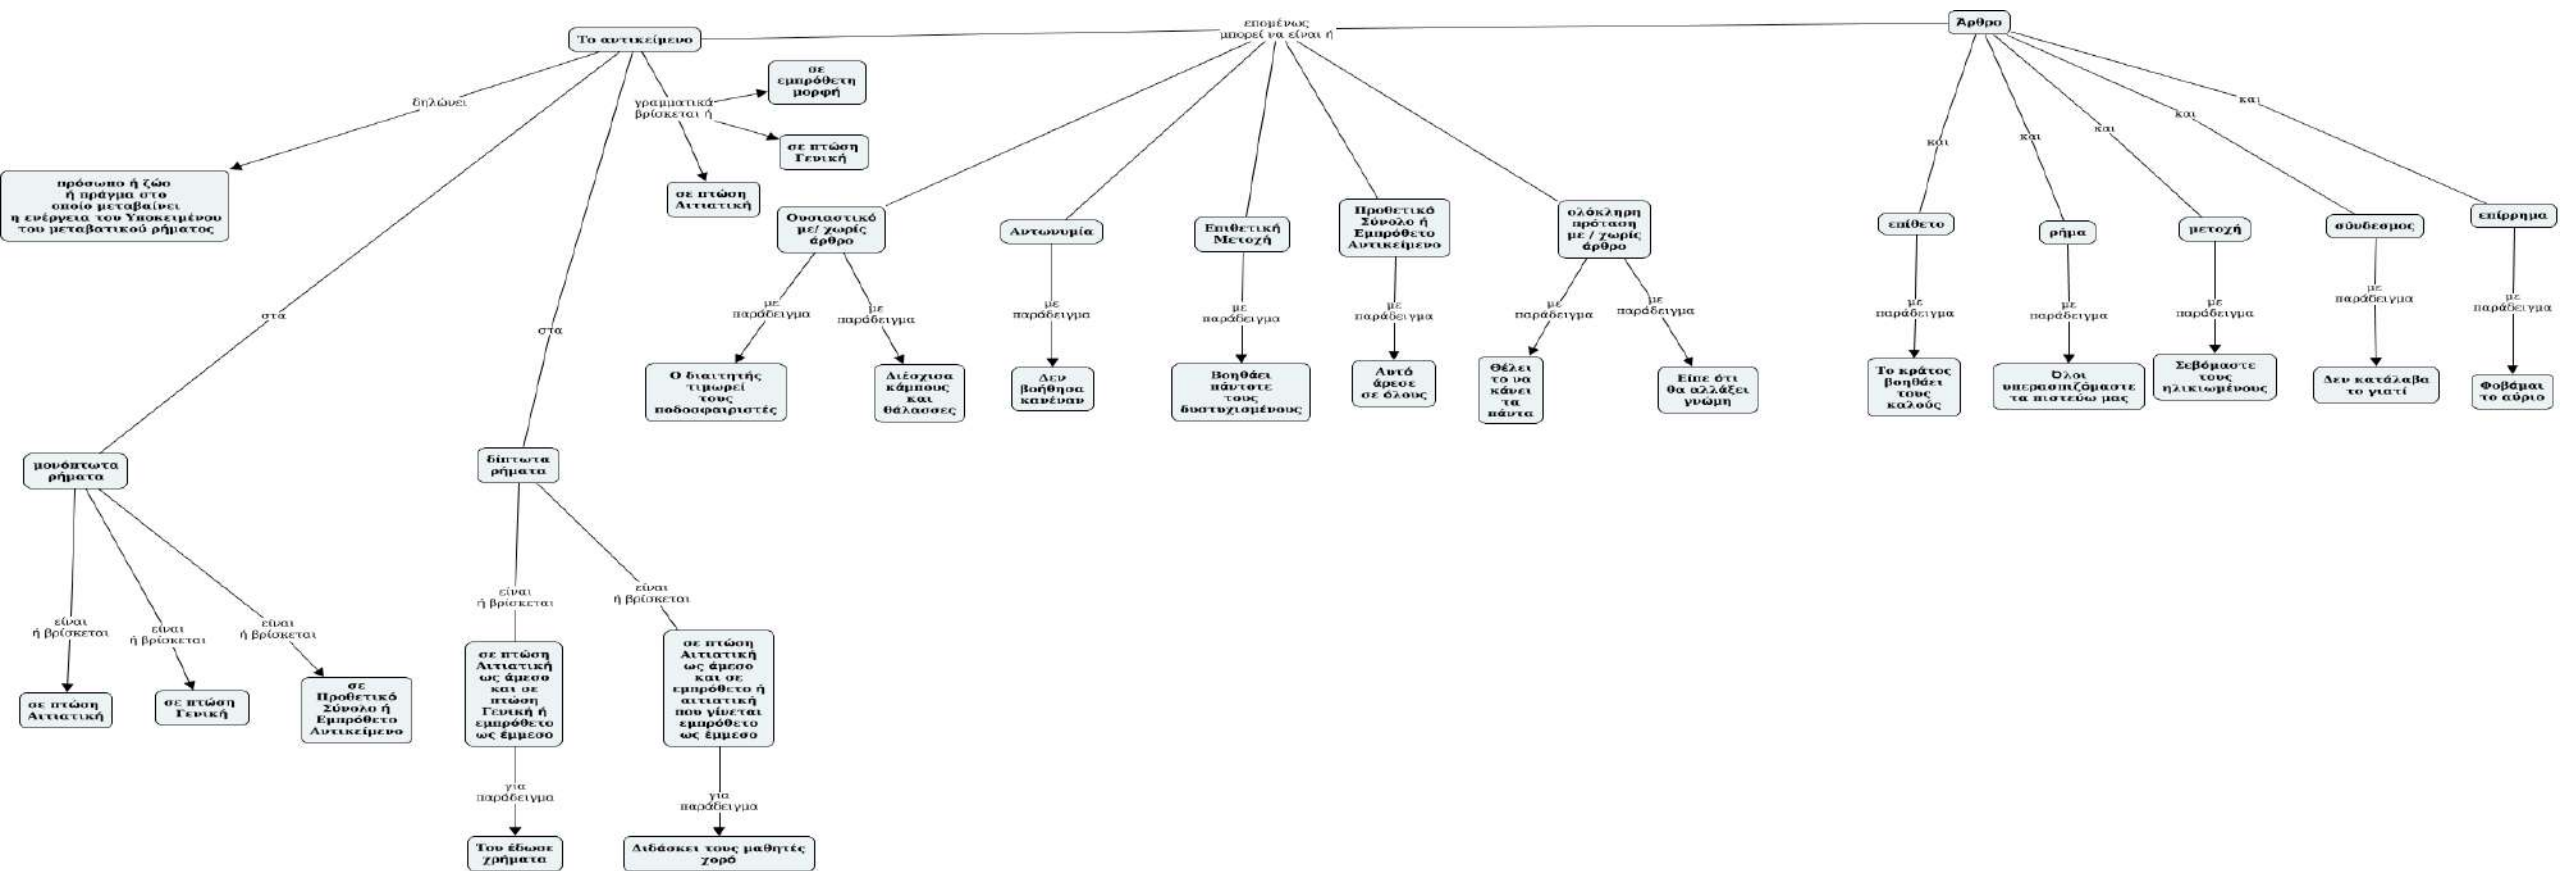 επομένως
μπορεί να είναι ή
Άρθρο
Το αντικείμενο
σε
εμπρόθετη
μορφή
δηλώνει
γραμματικά
βρίσκεται ή
σε πτώση
Γενική
σε πτώση
Αιτιατική
πρόσωπο ή ζώο
ή πράγμα στο
οποίο μεταβαίνει
η ενέργεια του Υποκειμένου
του μεταβατικού ρήματος
και
και
και
και
και
Ουσιαστικό
με/ χωρίς
άρθρο
Αντωνυμία
Επιθετική
Μετοχή
Προθετικό
Σύνολο ή
Εμπρόθετο
Αντικείμενο
ολόκληρη
πρόταση
με / χωρίς
άρθρο
επίθετο
ρήμα
μετοχή
σύνδεσμος
επίρρημα
στα
στα
με
παράδειγμα
με
παράδειγμα
με
παράδειγμα
με
παράδειγμα
με
παράδειγμα
με
παράδειγμα
με
παράδειγμα
με
παράδειγμα
με
παράδειγμα
με
παράδειγμα
με
παράδειγμα
με
παράδειγμα
Ο διαιτητής
τιμωρεί
τους
ποδοσφαιριστές
Διέσχισα
κάμπους
και
θάλασσες
Δεν
βοήθησα
κανέναν
Βοηθάει
πάντοτε
τους
δυστυχισμένους
Αυτό
άρεσε
σε όλους
Θέλει
το να
κάνει
τα
πάντα
Είπε ότι
θα αλλάξει
γνώμη
Το κράτος
βοηθάει
τους
καλούς
Όλοι
υπερασπιζόμαστε
τα πιστεύω μας
Σεβόμαστε
τους
ηλικιωμένους
Δεν κατάλαβα
το γιατί
Φοβάμαι
το αύριο
μονόπτωτα
ρήματα
δίπτωτα
ρήματα
είναι
ή βρίσκεται
είναι
ή βρίσκεται
είναι
ή βρίσκεται
είναι
ή βρίσκεται
είναι
ή βρίσκεται
σε πτώση
Αιτιατική
σε πτώση
Γενική
σε
Προθετικό
Σύνολο ή
Εμπρόθετο
Αντικείμενο
σε πτώση
Αιτιατική
ως άμεσο
και σε
πτώση
Γενική ή
εμπρόθετο
ως έμμεσο
σε πτώση
Αιτιατική
ως άμεσο
και σε
εμπρόθετο ή
αιτιατική
που γίνεται
εμπρόθετο
ως έμμεσο
για
παράδειγμα
για
παράδειγμα
Του έδωσε
χρήματα
Διδάσκει τους μαθητές
χορό